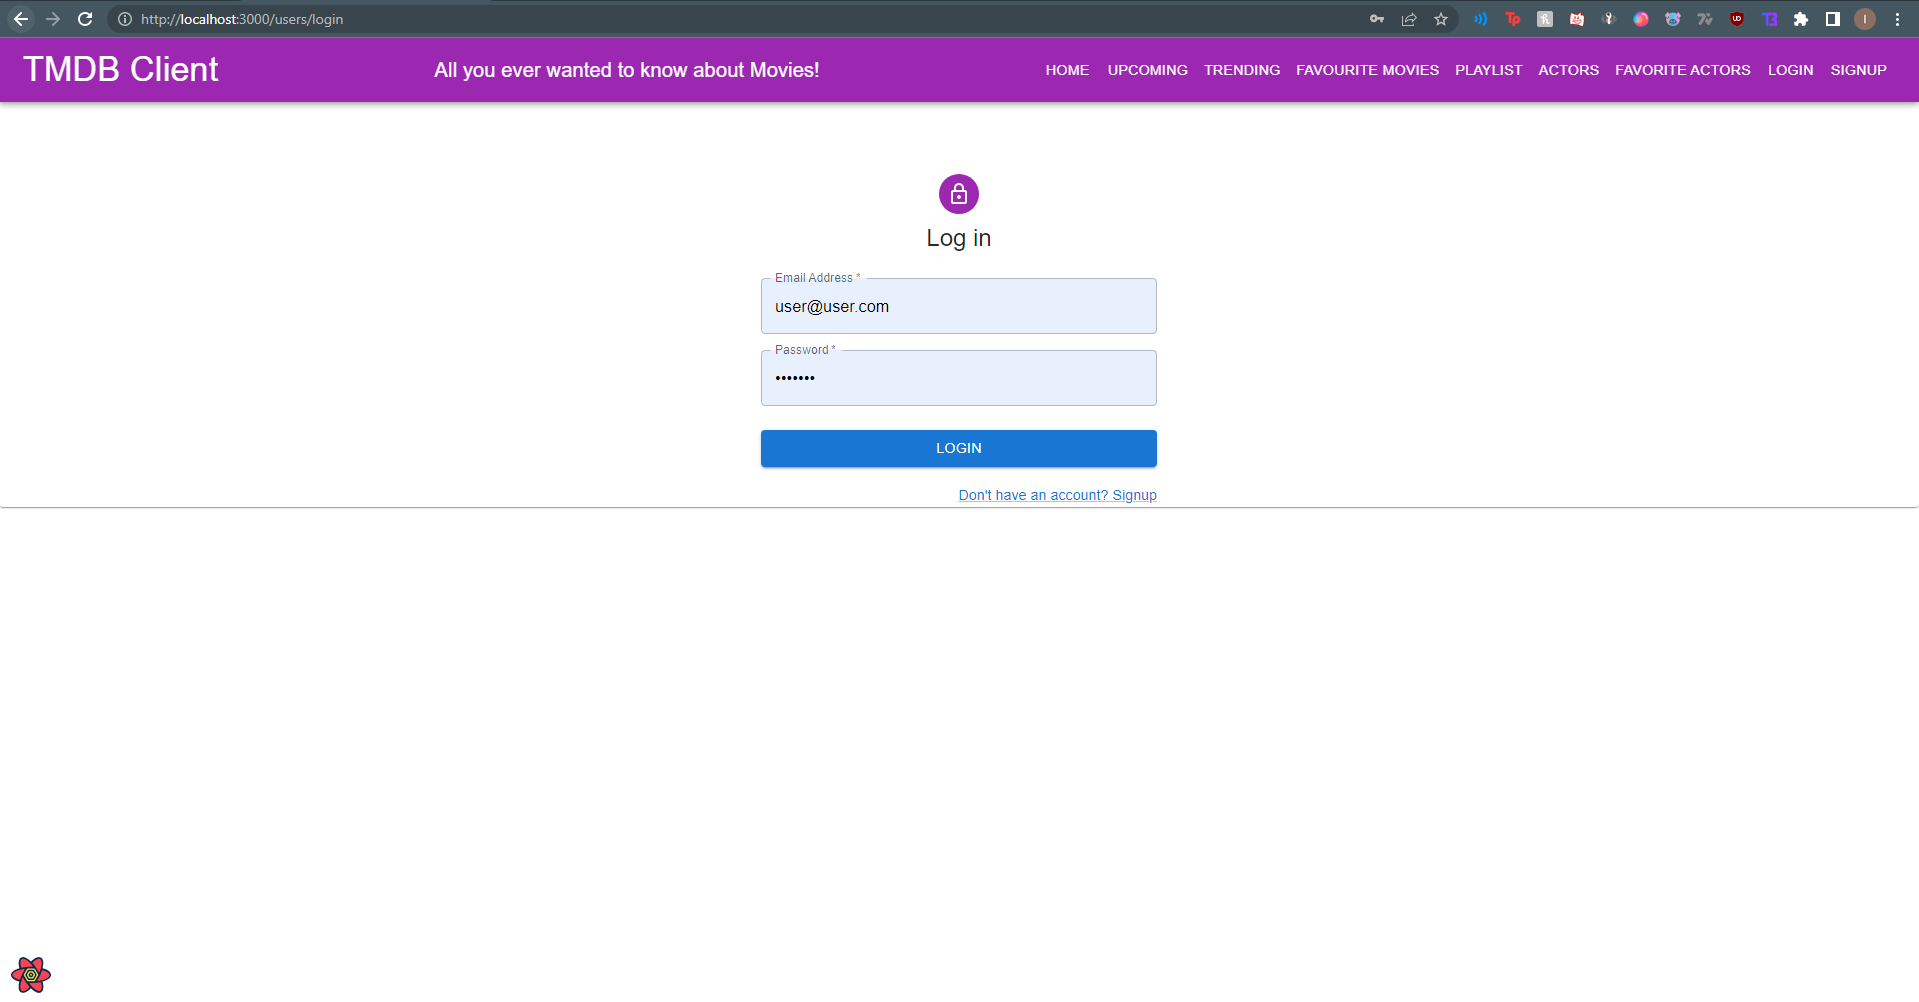 http://localhost:3000/users/login
TMDB Client
All you ever wanted to know about Movies!
HOME UPCOMING TRENDING FAVOURITE MOVIES PLAYLIST ACTORS FAVORITE ACTORS LOGIN SIGNUP
Log in
Email Address *
user@user.com
Password *
•••••••
LOGIN
Don't have an account? Signup